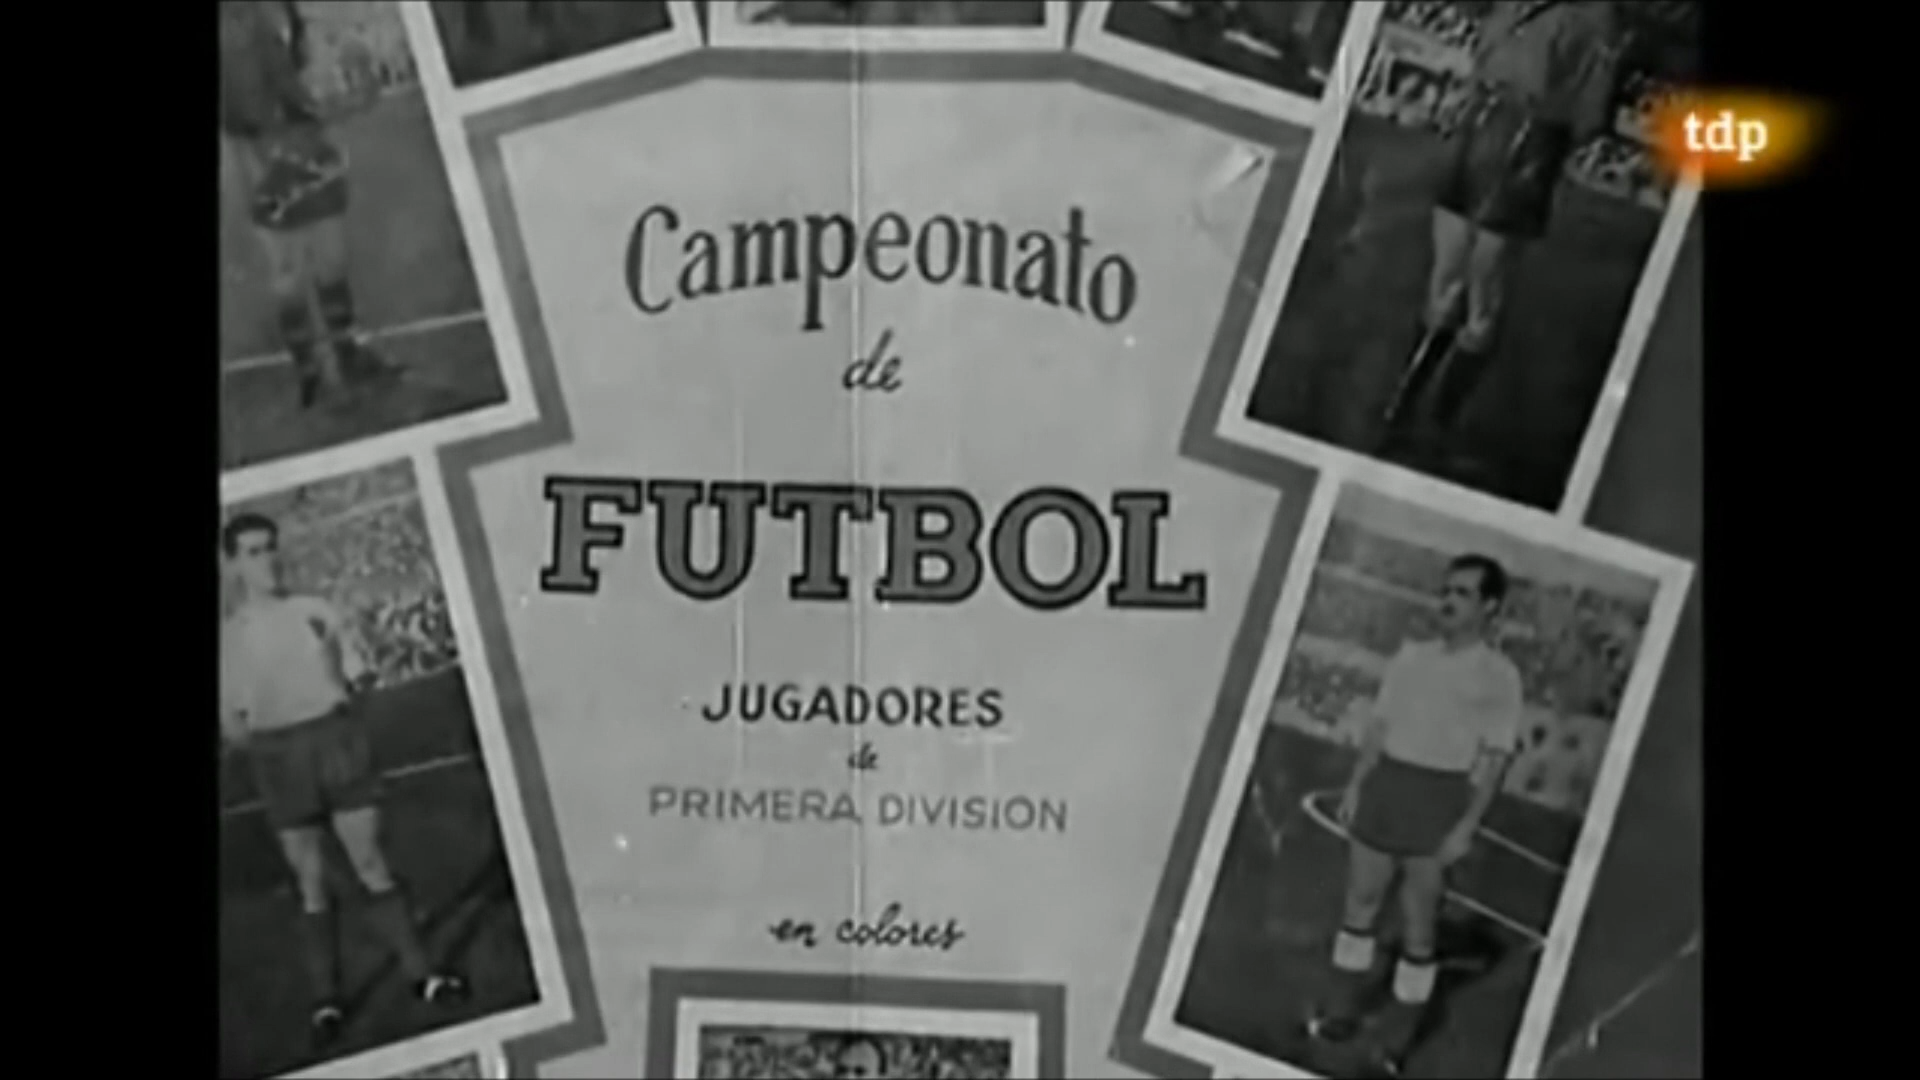 tdp
Campeonato
de
FUTBOL
JUGADORES
de
PRIMERA DIVISION
en colores